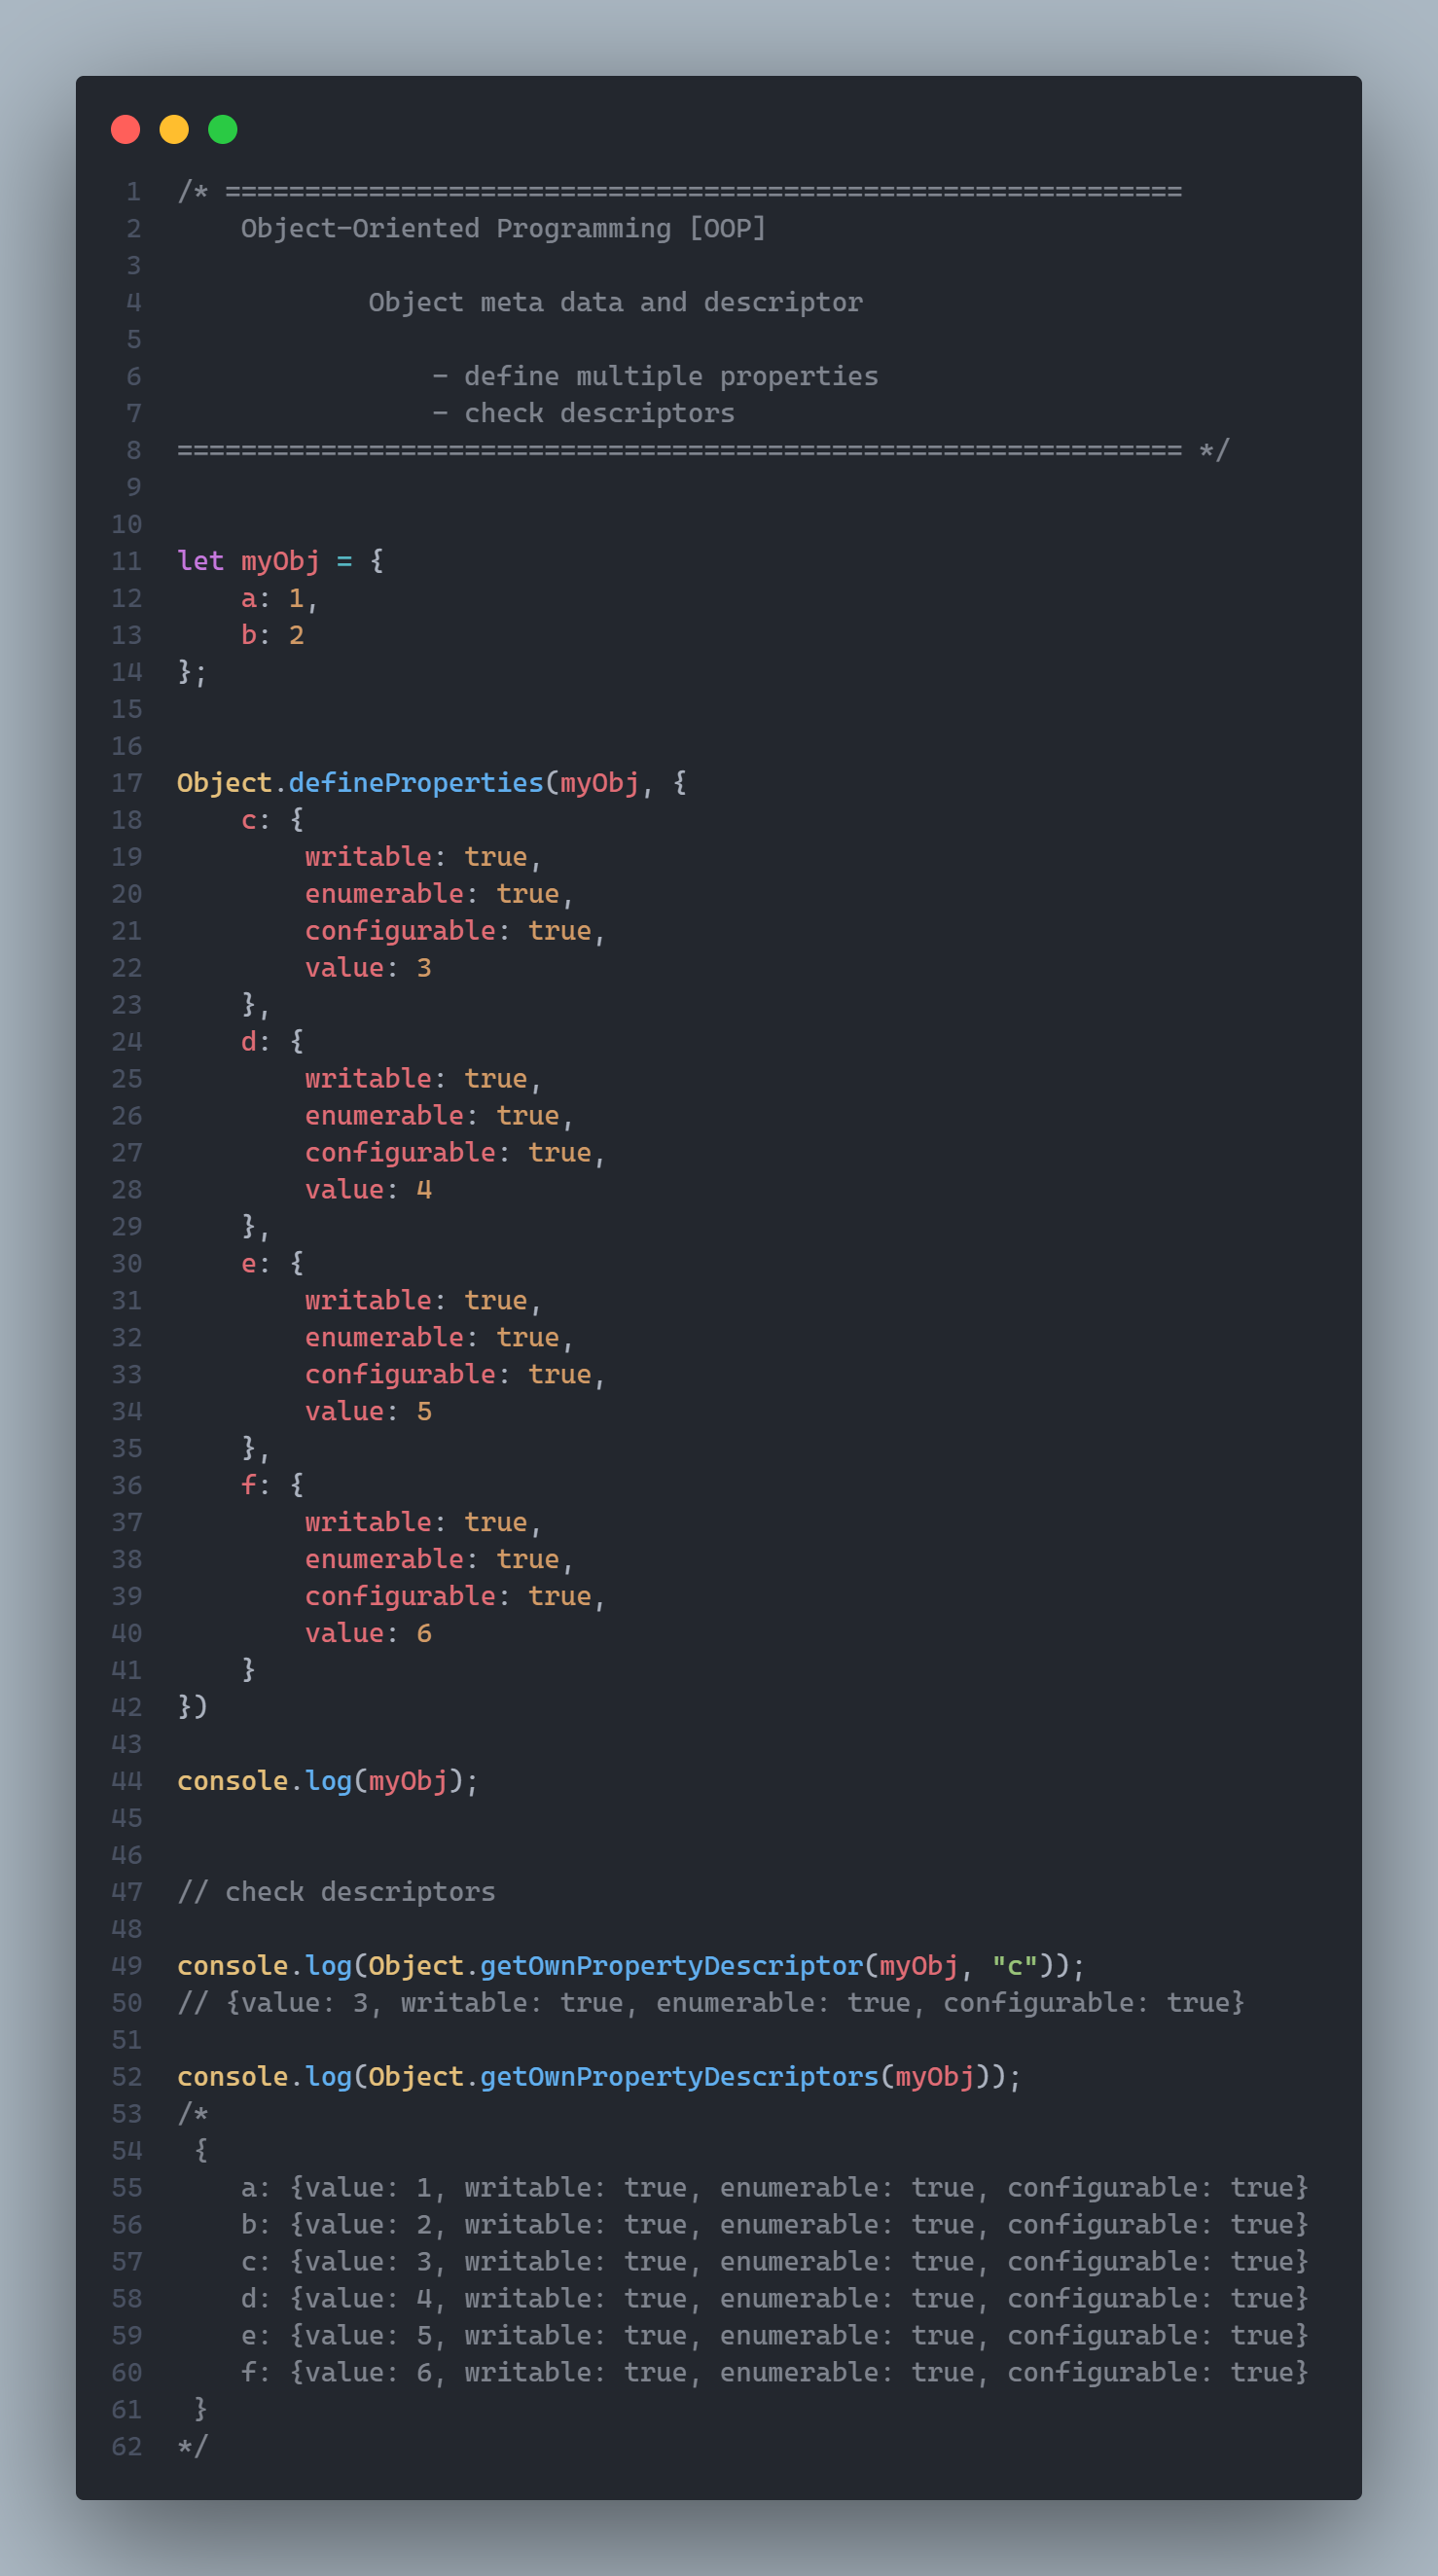 1 /* ============================================================
2     Object-Oriented Programming [OOP]
3
4             Object meta data and descriptor
5
6                 - define multiple properties
7                 - check descriptors
8 =============================================================== */
9
10
11 let myObj = {
12     a: 1,
13     b: 2
14 };
15
16
17 Object.defineProperties(myObj, {
18     c: {
19         writable: true,
20         enumerable: true,
21         configurable: true,
22         value: 3
23     },
24     d: {
25         writable: true,
26         enumerable: true,
27         configurable: true,
28         value: 4
29     },
30     e: {
31         writable: true,
32         enumerable: true,
33         configurable: true,
34         value: 5
35     },
36     f: {
37         writable: true,
38         enumerable: true,
39         configurable: true,
40         value: 6
41     }
42 })
43
44 console.log(myObj);
45
46
47 // check descriptors
48
49 console.log(Object.getOwnPropertyDescriptor(myObj, "c"));
50 // {value: 3, writable: true, enumerable: true, configurable: true}
51
52 console.log(Object.getOwnPropertyDescriptors(myObj));
53 /*
54  {
55     a: {value: 1, writable: true, enumerable: true, configurable: true}
56     b: {value: 2, writable: true, enumerable: true, configurable: true}
57     c: {value: 3, writable: true, enumerable: true, configurable: true}
58     d: {value: 4, writable: true, enumerable: true, configurable: true}
59     e: {value: 5, writable: true, enumerable: true, configurable: true}
60     f: {value: 6, writable: true, enumerable: true, configurable: true}
61  }
62 */